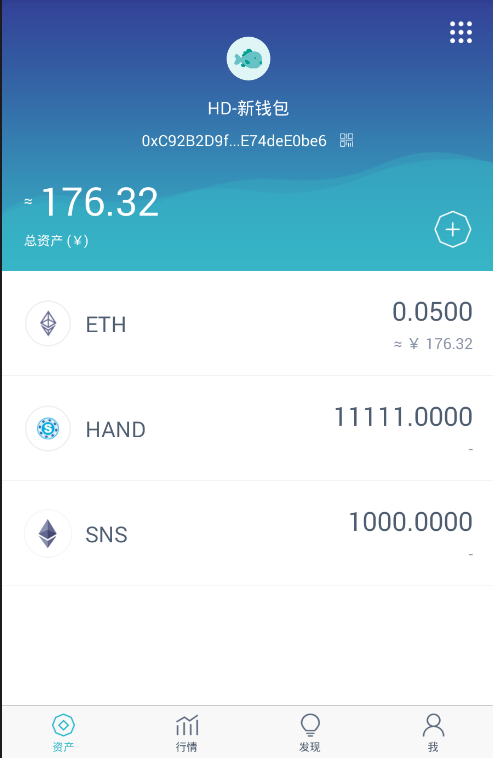 HD-新钱包
0xC92B2D9f...E74deE0be6
≈ 176.32
总资产 (￥)
ETH
0.0500
≈ ￥ 176.32
HAND
11111.0000
-
SNS
1000.0000
-
资产 行情 发现 我